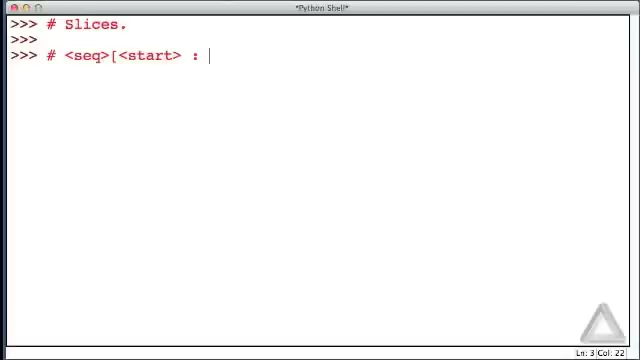 *Python Shell*
>>> # Slices.
>>>
>>> # <seq>[<start> :
Ln: 3 Col: 22